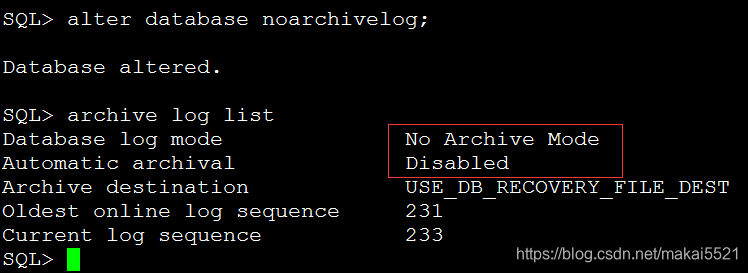 SQL> alter database noarchivelog;
Database altered.
SQL> archive log list
Database log mode No Archive Mode
Automatic archival Disabled
Archive destination USE_DB_RECOVERY_FILE_DEST
Oldest online log sequence 231
Current log sequence 233
SQL>
https://blog.csdn.net/makai5521